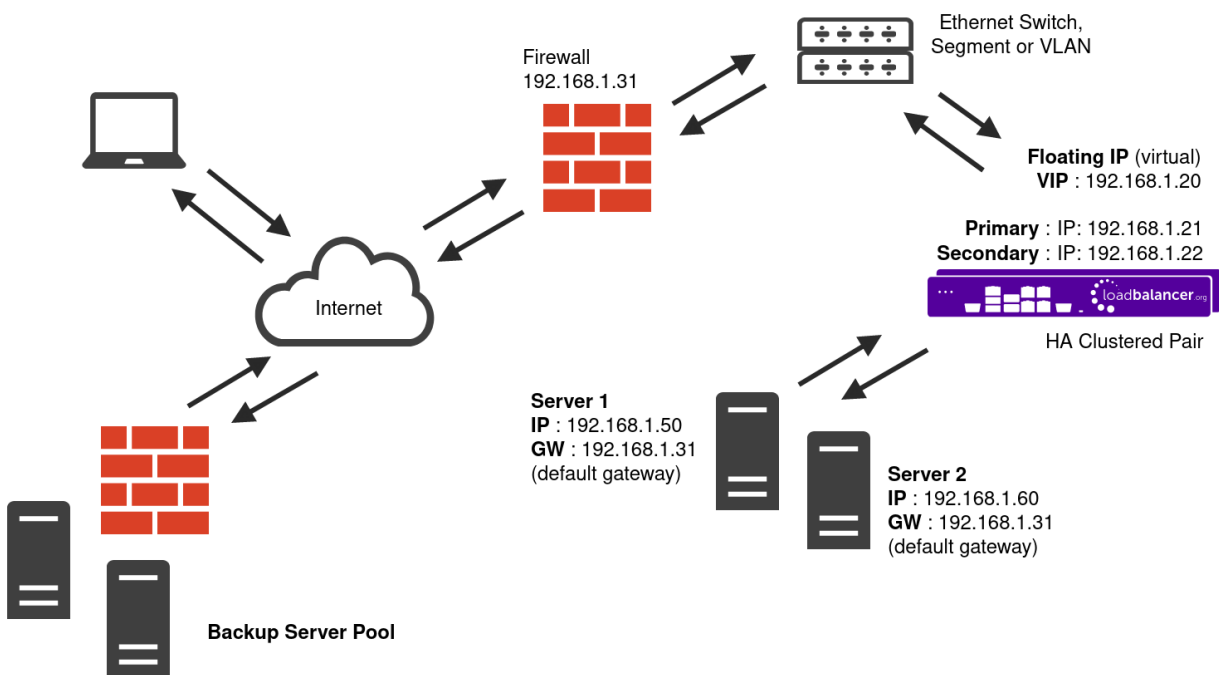 Ethernet Switch,
Segment or VLAN
Firewall
192.168.1.31
Floating IP (virtual)
VIP : 192.168.1.20
Primary : IP: 192.168.1.21
Secondary : IP: 192.168.1.22
loadbalancer.org
HA Clustered Pair
Internet
Server 1
IP : 192.168.1.50
GW : 192.168.1.31
(default gateway)
Server 2
IP : 192.168.1.60
GW : 192.168.1.31
(default gateway)
Backup Server Pool